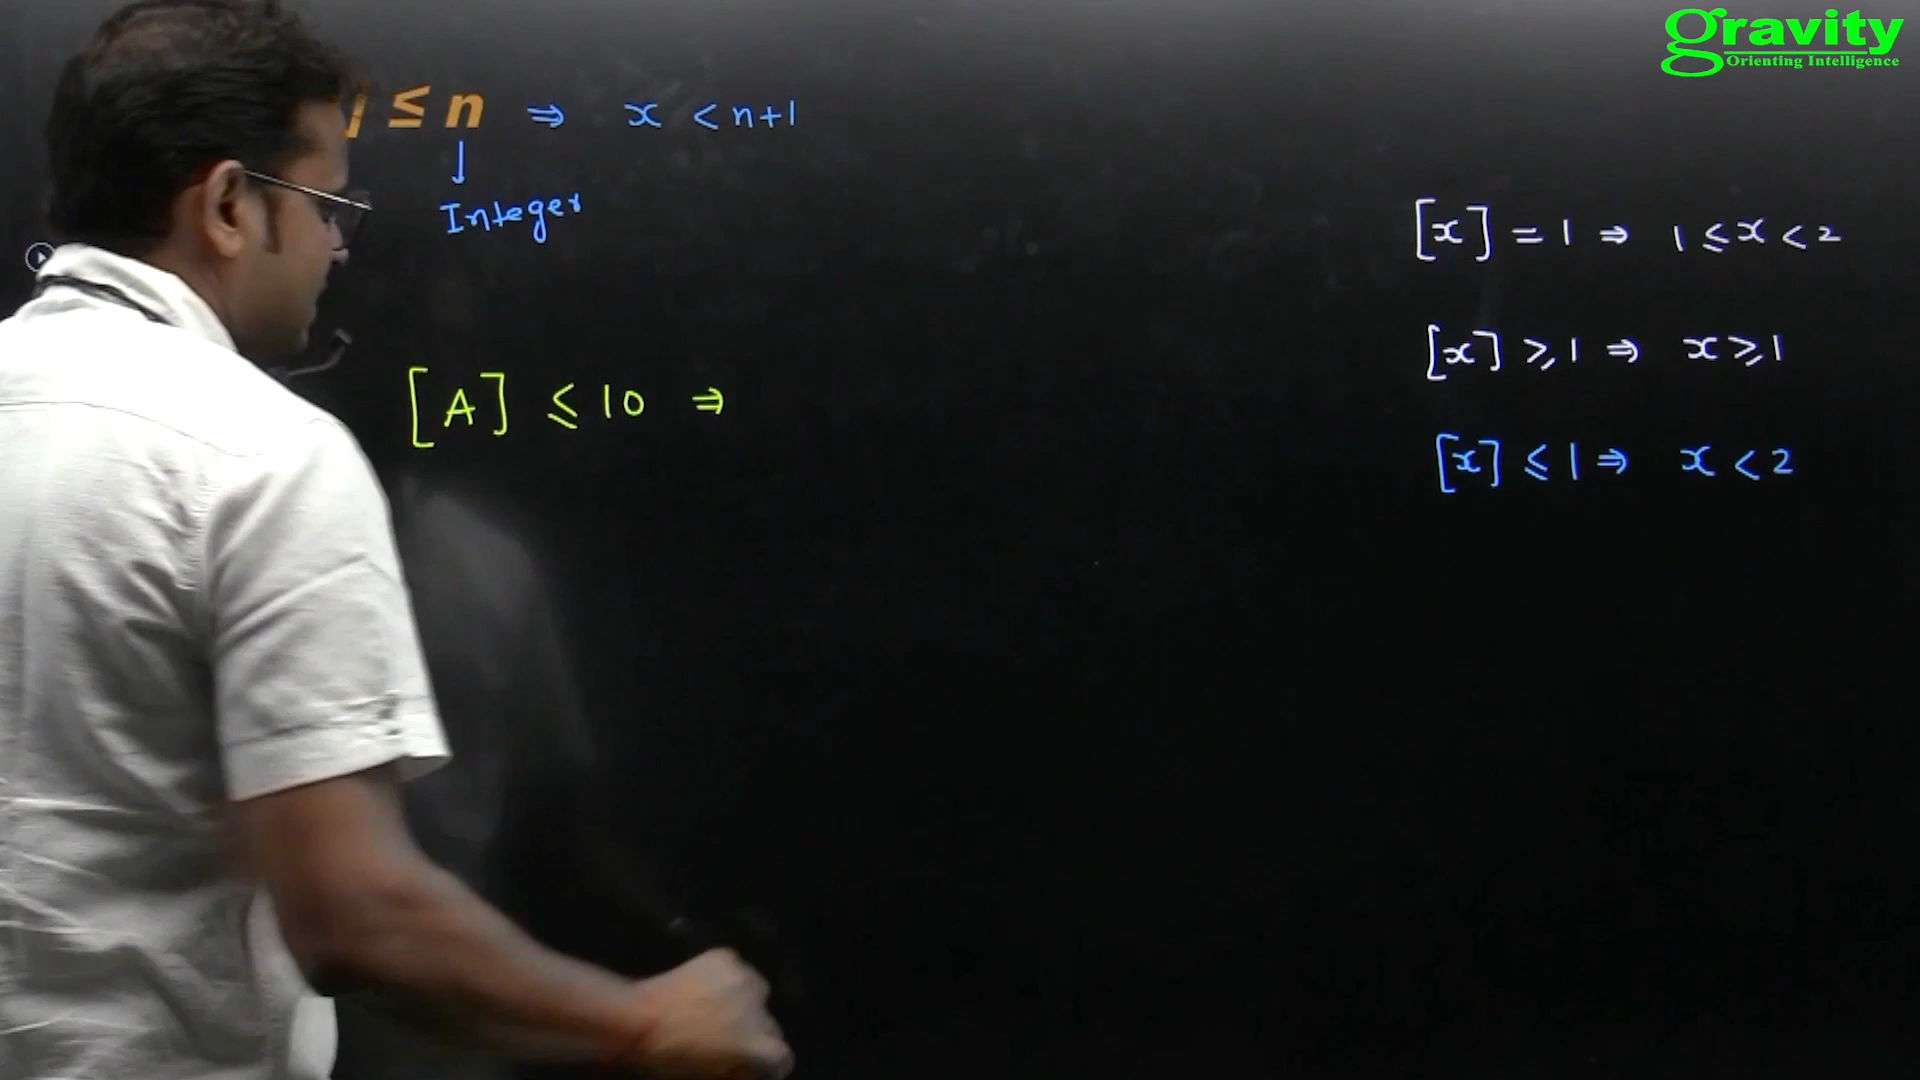 gravity
Orienting Intelligence
] ≤ n ⇒ x < n+1
↓
Integer
[x] = 1 ⇒ 1 ≤ x < 2
[x] ≥ 1 ⇒ x ≥ 1
[A] ≤ 10 ⇒
[x] ≤ 1 ⇒ x < 2